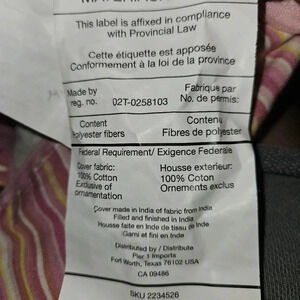 This label is affixed in compliance
with Provincial Law
Cette étiquette est apposée
Conformement à la loi de la province
Made by Fabrique par
reg. no. 02T-0258103 No. de permis:
Content Contenu
Polyester fibers Fibres de polyester
Federal Requirement/ Exigence Federale
Cover fabric: Housse exterieur:
100% Cotton 100% Coton
Exclusive of Ornements exclus
ornamentation
Cover made in India of fabric from India
Filled and finished in India
Housse faite en Inde de tissu de Inde
Garni et fini en Inde
Distributed by / Distribute
Pier 1 Imports
Fort Worth, Texas 76102 USA
CA 09486
SKU 2234526